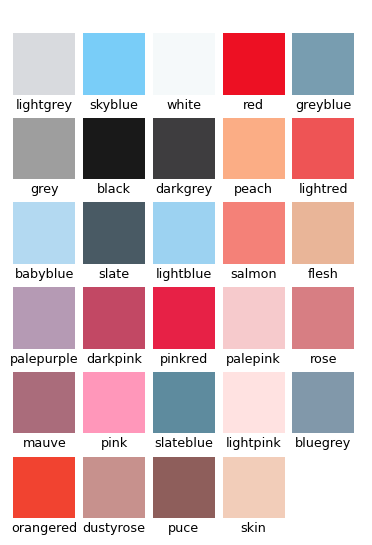 lightgrey skyblue white red greyblue
grey black darkgrey peach lightred
babyblue slate lightblue salmon flesh
palepurple darkpink pinkred palepink rose
mauve pink slateblue lightpink bluegrey
orangered dustyrose puce skin